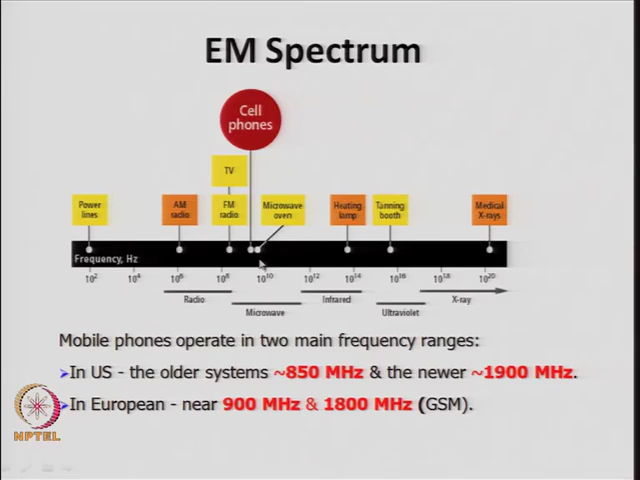 EM Spectrum
Cell
phones
TV
Power
lines
AM
radio
FM
radio
Microwave
oven
Heating
lamp
Tanning
booth
Medical
X-rays
Frequency, Hz
10² 10⁴ 10⁶ 10⁸ 10¹⁰ 10¹² 10¹⁴ 10¹⁶ 10¹⁸ 10²⁰
Radio Infrared X-ray
Microwave Ultraviolet
Mobile phones operate in two main frequency ranges:
➢In US - the older systems ~850 MHz & the newer ~1900 MHz.
➢In European - near 900 MHz & 1800 MHz (GSM).
NPTEL